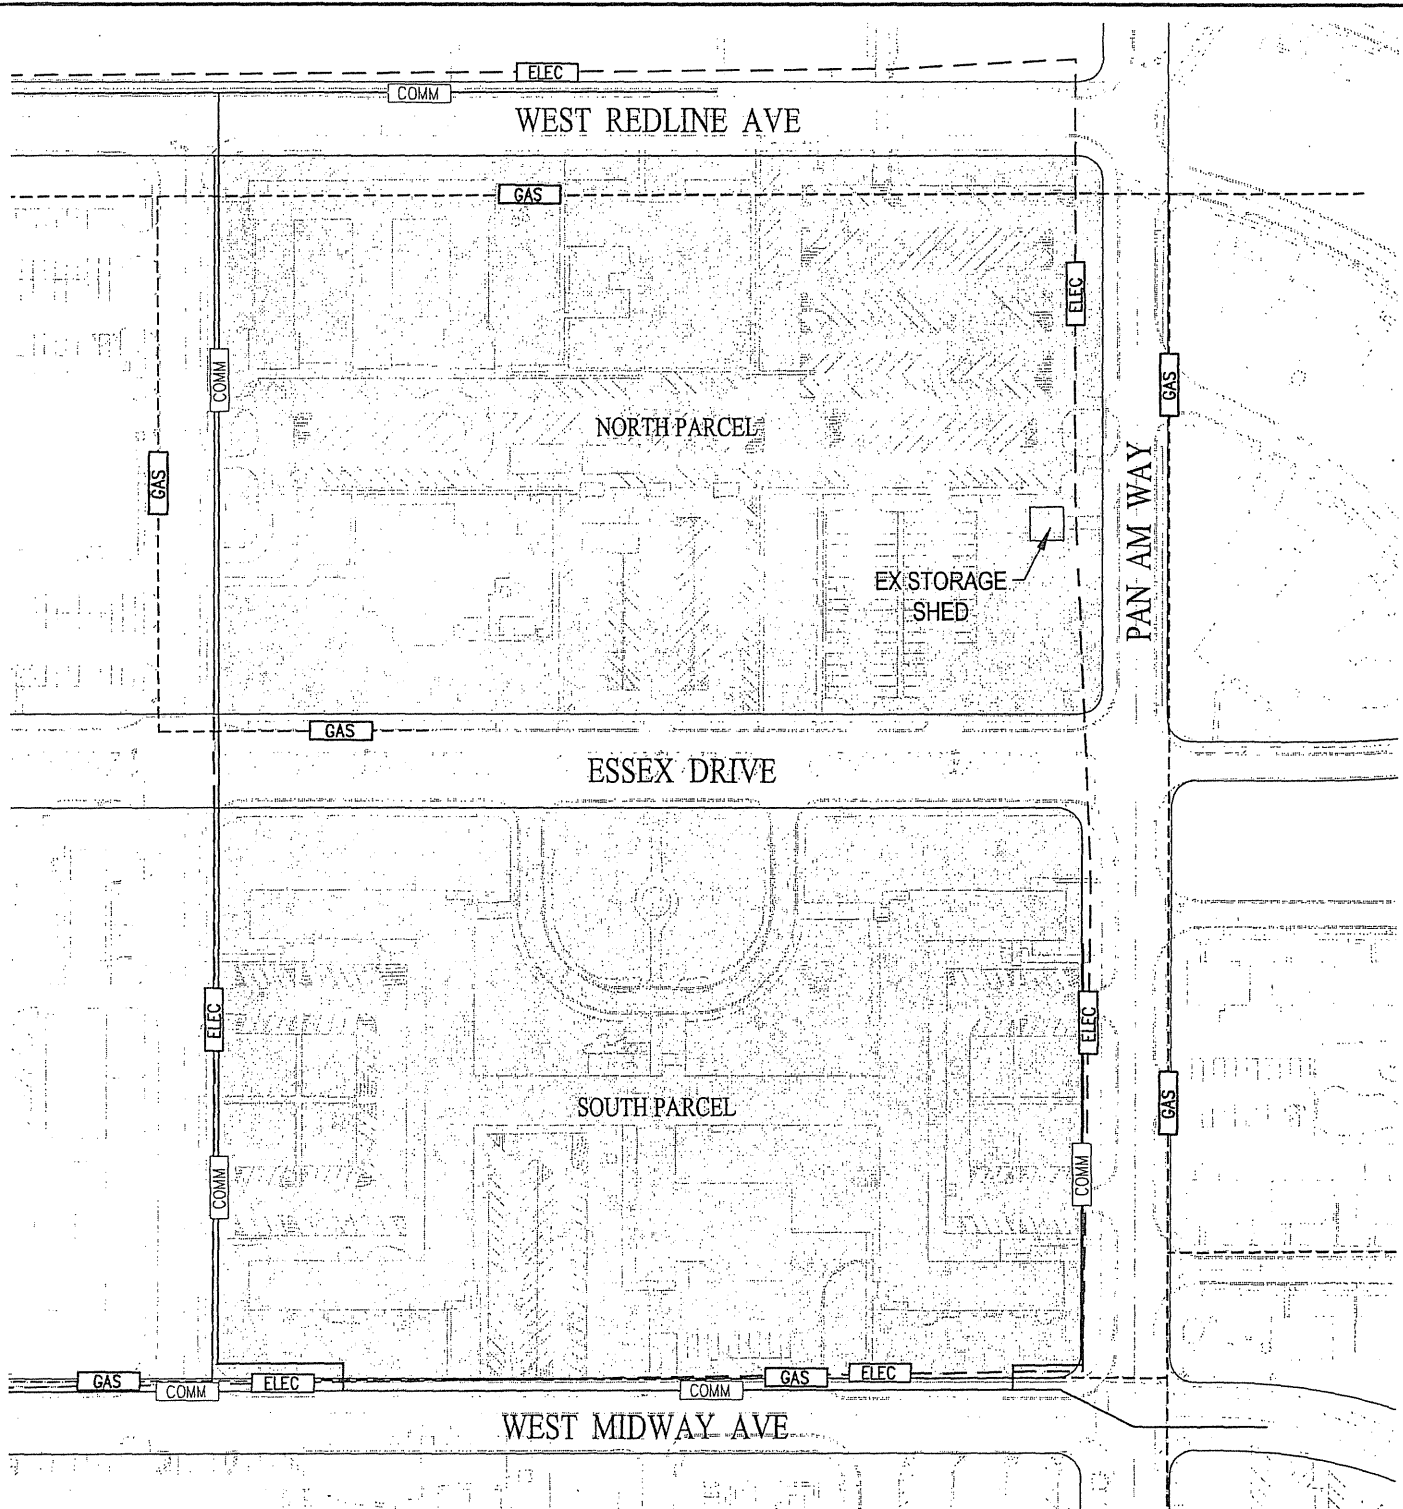 ELEC
COMM
WEST REDLINE AVE
GAS
ELEC
COMM
GAS
NORTH PARCEL
GAS
PAN AM WAY
EX STORAGE
SHED
GAS
ESSEX DRIVE
ELEC
ELEC
GAS
SOUTH PARCEL
COMM
COMM
GAS
COMM
ELEC
COMM
GAS
ELEC
WEST MIDWAY AVE